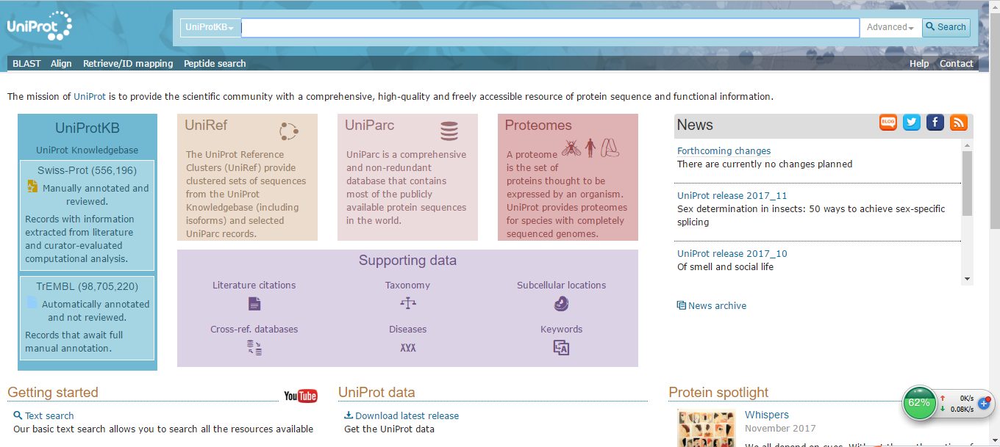 UniProt
UniProtKB
Advanced
Search
BLAST Align Retrieve/ID mapping Peptide search
Help Contact
The mission of UniProt is to provide the scientific community with a comprehensive, high-quality and freely accessible resource of protein sequence and functional information.
UniProtKB
UniProt Knowledgebase
Swiss-Prot (556,196)
Manually annotated and
reviewed.
Records with information
extracted from literature
and curator-evaluated
computational analysis.
TrEMBL (98,705,220)
Automatically annotated
and not reviewed.
Records that await full
manual annotation.
UniRef
The UniProt Reference
Clusters (UniRef) provide
clustered sets of sequences
from the UniProt
Knowledgebase (including
isoforms) and selected
UniParc records.
UniParc
UniParc is a comprehensive
and non-redundant
database that contains
most of the publicly
available protein sequences
in the world.
Proteomes
A proteome
is the set of
proteins thought to be
expressed by an organism.
UniProt provides proteomes
for species with completely
sequenced genomes.
Supporting data
Literature citations
Taxonomy
Subcellular locations
Cross-ref. databases
Diseases
Keywords
A
News
BLOG
Forthcoming changes
There are currently no changes planned
UniProt release 2017_11
Sex determination in insects: 50 ways to achieve sex-specific
splicing
UniProt release 2017_10
Of smell and social life
News archive
Getting started
YouTube
Text search
Our basic text search allows you to search all the resources available
UniProt data
Download latest release
Get the UniProt data
Protein spotlight
Whispers
November 2017
62%
0K/s
0.08K/s